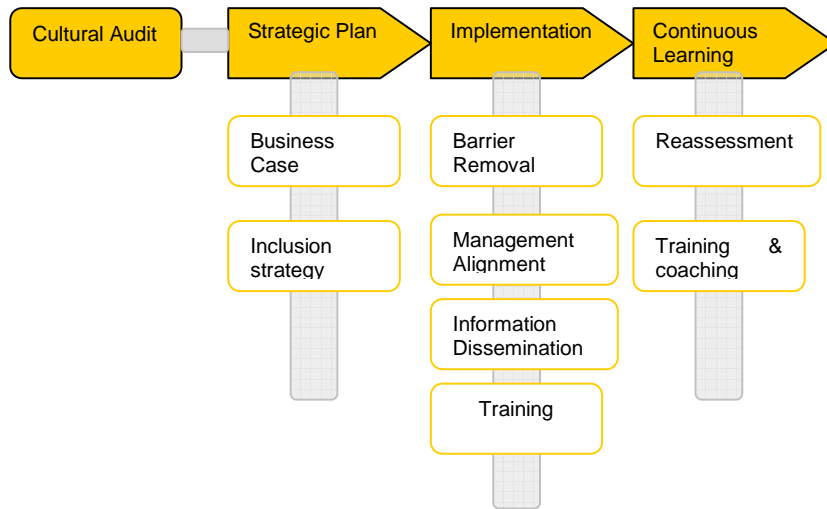 Cultural Audit
Strategic Plan
Implementation
Continuous
Learning
Business
Case
Inclusion
strategy
Barrier
Removal
Management
Alignment
Information
Dissemination
Training
Reassessment
Training &
coaching